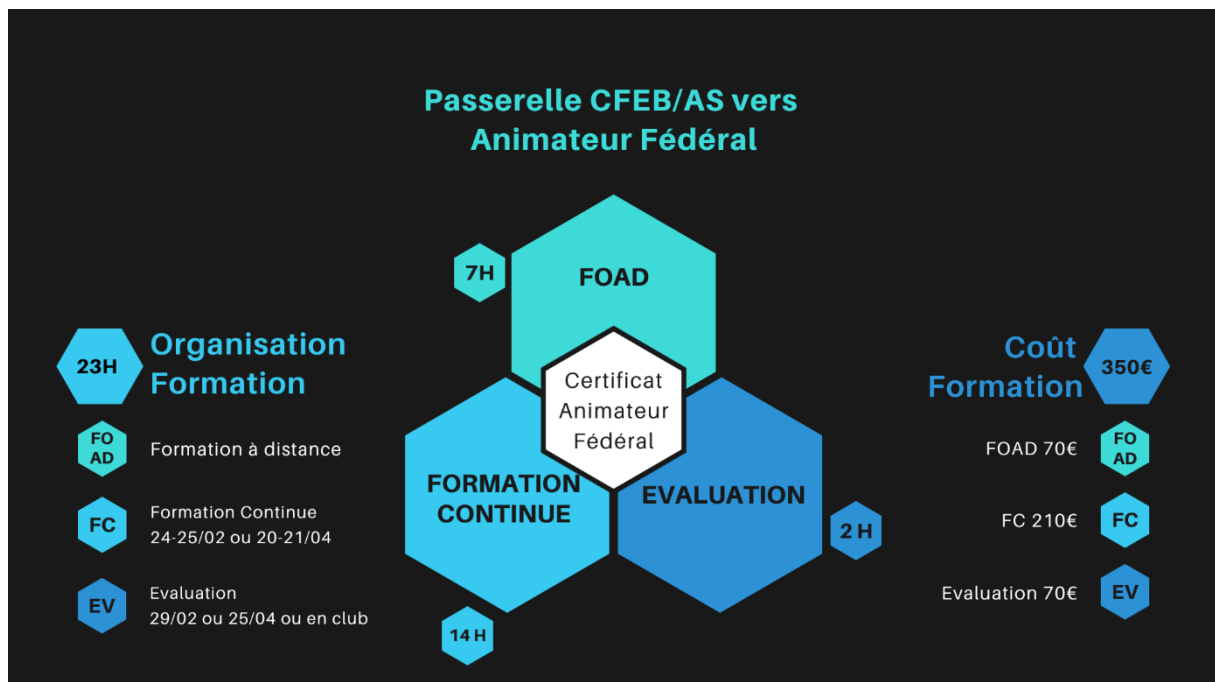 Passerelle CFEB/AS vers
Animateur Fédéral
7H
FOAD
23H
Organisation
Formation
FO
AD
Formation à distance
FC
Formation Continue
24-25/02 ou 20-21/04
EV
Evaluation
29/02 ou 25/04 ou en club
Certificat
Animateur
Fédéral
FORMATION
CONTINUE
EVALUATION
14 H
2 H
Coût
Formation
350€
FOAD 70€
FO
AD
FC 210€
FC
Evaluation 70€
EV